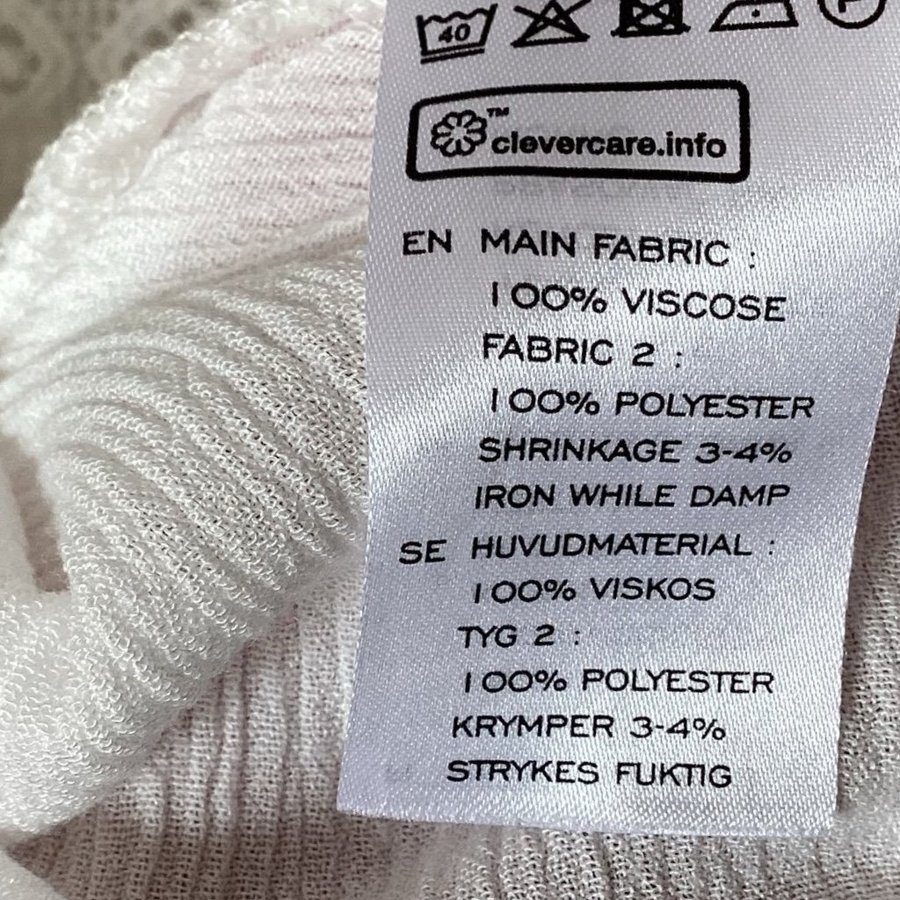 40
™
clevercare.info
EN MAIN FABRIC :
100% VISCOSE
FABRIC 2 :
100% POLYESTER
SHRINKAGE 3-4%
IRON WHILE DAMP
SE HUVUDMATERIAL :
100% VISKOS
TYG 2 :
100% POLYESTER
KRYMPER 3-4%
STRYKES FUKTIG